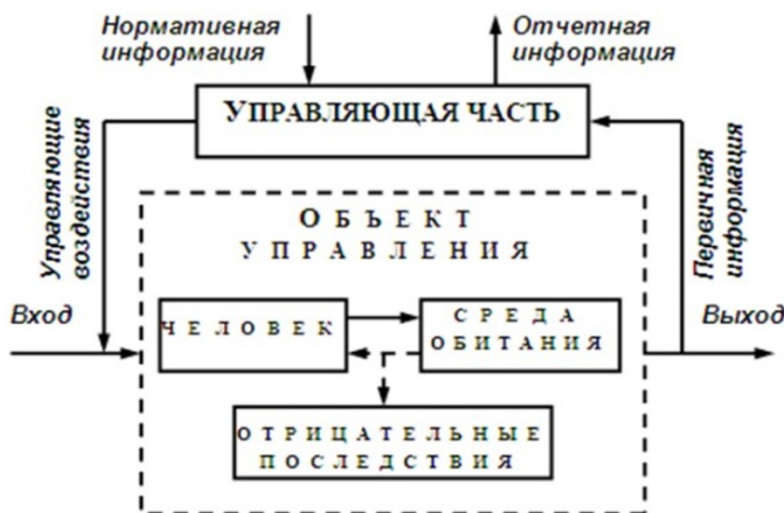 Нормативная
информация
Отчетная
информация
УПРАВЛЯЮЩАЯ ЧАСТЬ
Управляющие
воздействия
Первичная
информация
ОБЪЕКТ
УПРАВЛЕНИЯ
Вход
ЧЕЛОВЕК
СРЕДА
ОБИТАНИЯ
Выход
ОТРИЦАТЕЛЬНЫЕ
ПОСЛЕДСТВИЯ